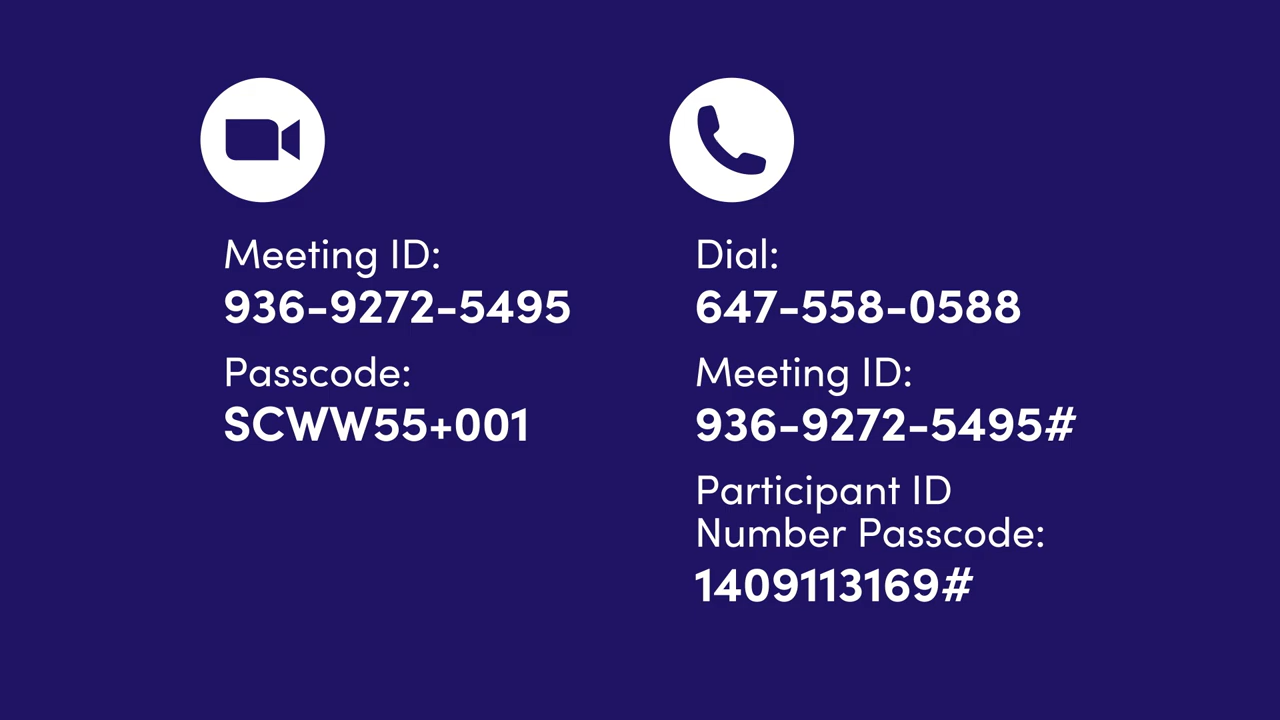 Meeting ID:
936-9272-5495
Passcode:
SCWW55+001
Dial:
647-558-0588
Meeting ID:
936-9272-5495#
Participant ID
Number Passcode:
1409113169#